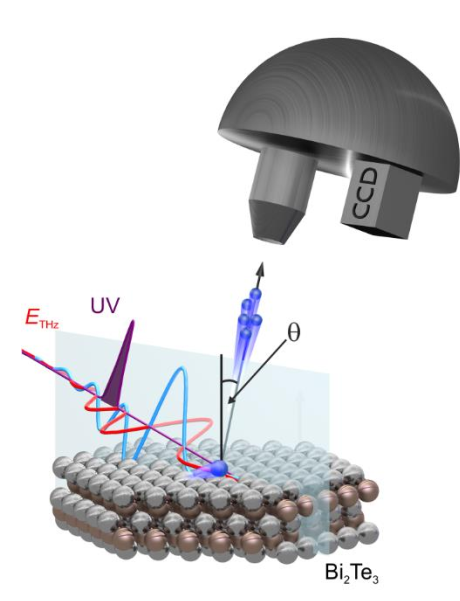 CCD
UV
E_THz
θ
Bi₂Te₃